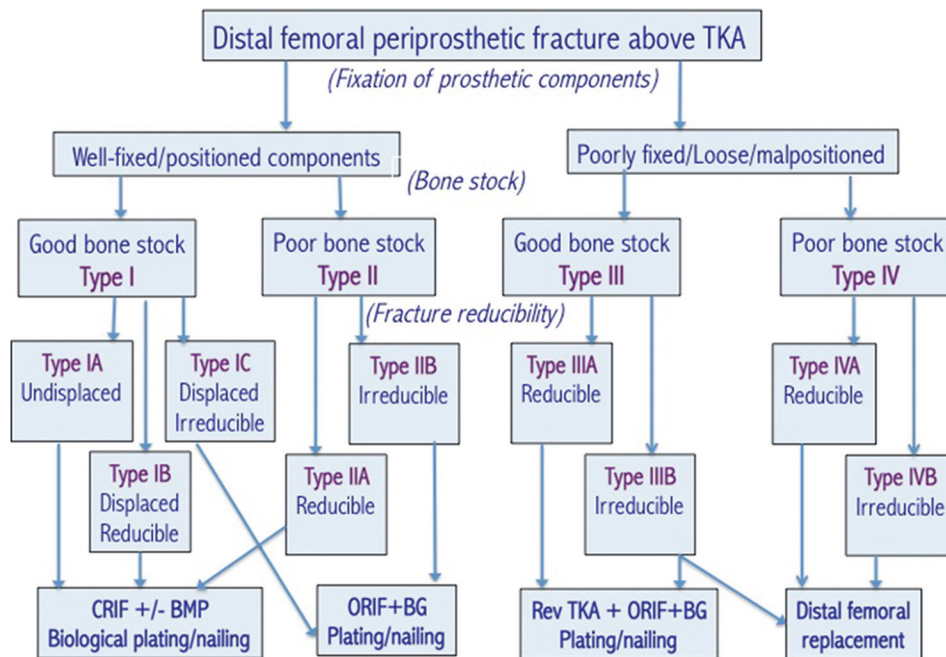 Distal femoral periprosthetic fracture above TKA
(Fixation of prosthetic components)
Well-fixed/positioned components
Poorly fixed/Loose/malpositioned
(Bone stock)
Good bone stock
Type I
Poor bone stock
Type II
Good bone stock
Type III
Poor bone stock
Type IV
(Fracture reducibility)
Type IA
Undisplaced
Type IC
Displaced
Irreducible
Type IIB
Irreducible
Type IIIA
Reducible
Type IVA
Reducible
Type IB
Displaced
Reducible
Type IIA
Reducible
Type IIIB
Irreducible
Type IVB
Irreducible
CRIF +/- BMP
Biological plating/nailing
ORIF+BG
Plating/nailing
Rev TKA + ORIF+BG
Plating/nailing
Distal femoral
replacement